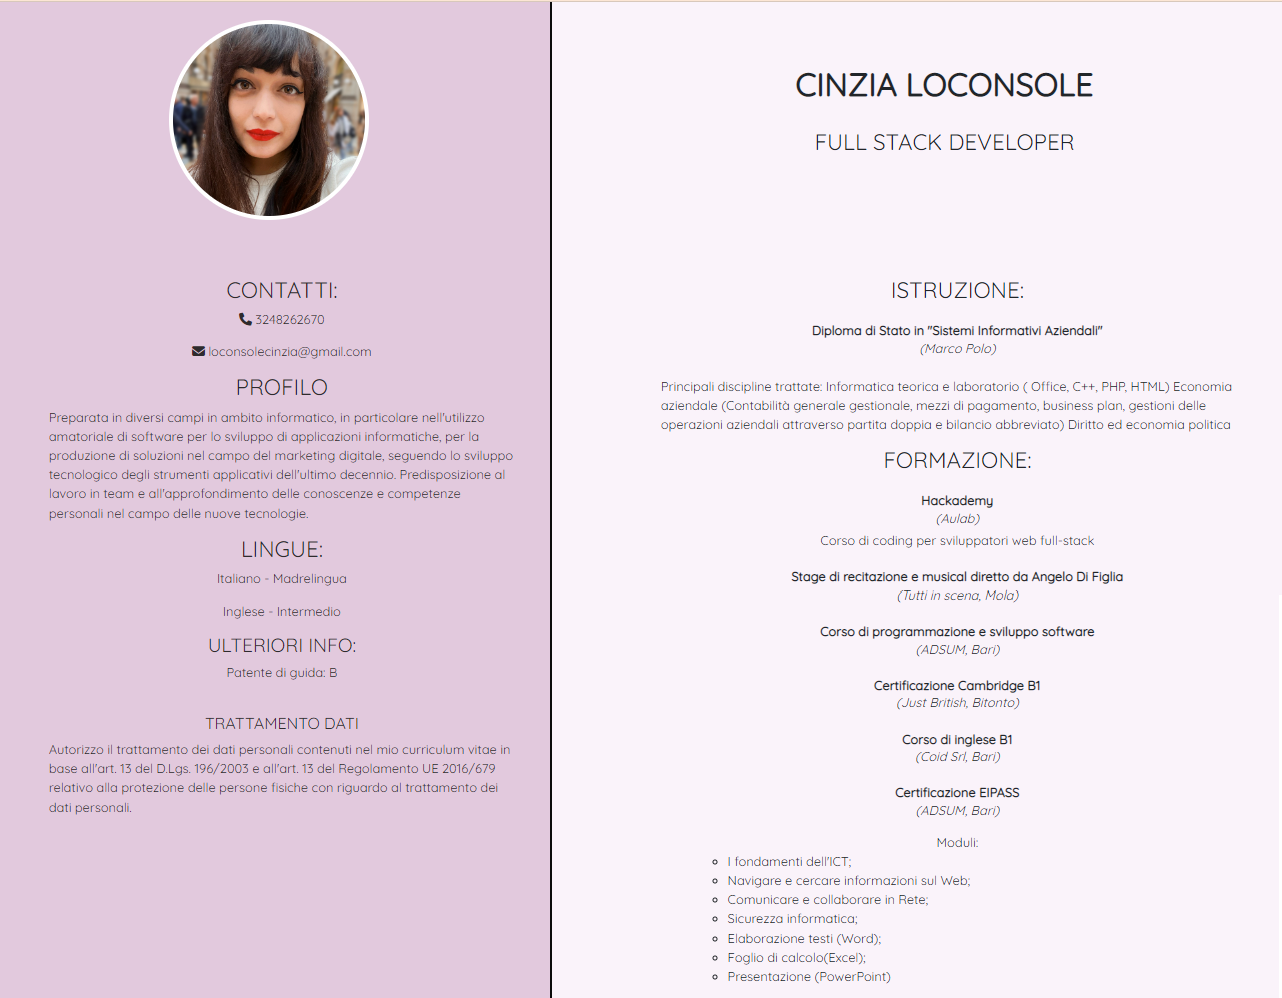 CINZIA LOCONSOLE
FULL STACK DEVELOPER
CONTATTI:
3248262670
loconsolecinzia@gmail.com
PROFILO
Preparata in diversi campi in ambito informatico, in particolare nell'utilizzo
amatoriale di software per lo sviluppo di applicazioni informatiche, per la
produzione di soluzioni nel campo del marketing digitale, seguendo lo sviluppo
tecnologico degli strumenti applicativi dell'ultimo decennio. Predisposizione al
lavoro in team e all'approfondimento delle conoscenze e competenze
personali nel campo delle nuove tecnologie.
LINGUE:
Italiano - Madrelingua
Inglese - Intermedio
ULTERIORI INFO:
Patente di guida: B
TRATTAMENTO DATI
Autorizzo il trattamento dei dati personali contenuti nel mio curriculum vitae in
base all'art. 13 del D.Lgs. 196/2003 e all'art. 13 del Regolamento UE 2016/679
relativo alla protezione delle persone fisiche con riguardo al trattamento dei
dati personali.
ISTRUZIONE:
Diploma di Stato in "Sistemi Informativi Aziendali"
(Marco Polo)
Principali discipline trattate: Informatica teorica e laboratorio ( Office, C++, PHP, HTML) Economia
aziendale (Contabilità generale gestionale, mezzi di pagamento, business plan, gestioni delle
operazioni aziendali attraverso partita doppia e bilancio abbreviato) Diritto ed economia politica
FORMAZIONE:
Hackademy
(Aulab)
Corso di coding per sviluppatori web full-stack
Stage di recitazione e musical diretto da Angelo Di Figlia
(Tutti in scena, Mola)
Corso di programmazione e sviluppo software
(ADSUM, Bari)
Certificazione Cambridge B1
(Just British, Bitonto)
Corso di inglese B1
(Coid Srl, Bari)
Certificazione EIPASS
(ADSUM, Bari)
Moduli:
I fondamenti dell'ICT;
Navigare e cercare informazioni sul Web;
Comunicare e collaborare in Rete;
Sicurezza informatica;
Elaborazione testi (Word);
Foglio di calcolo(Excel);
Presentazione (PowerPoint)